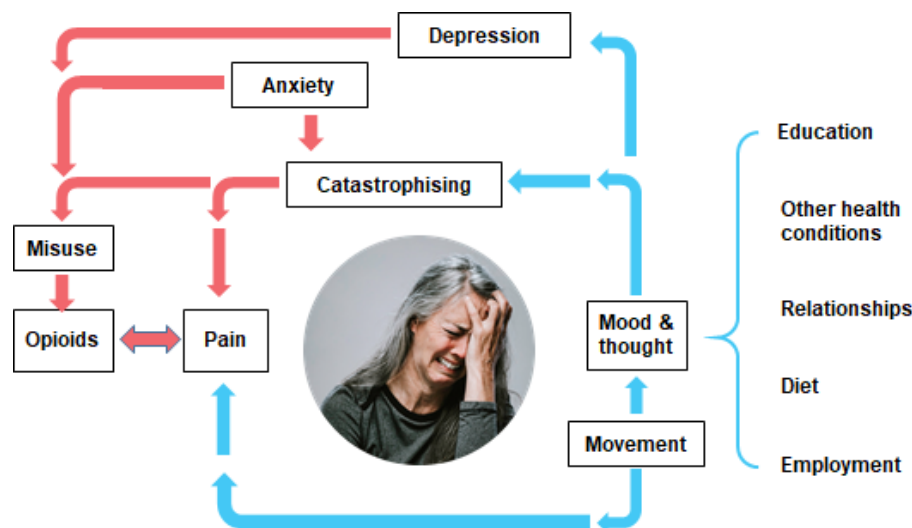 Depression
Anxiety
Education
Catastrophising
Other health
conditions
Misuse
Relationships
Opioids
Pain
Mood &
thought
Diet
Movement
Employment